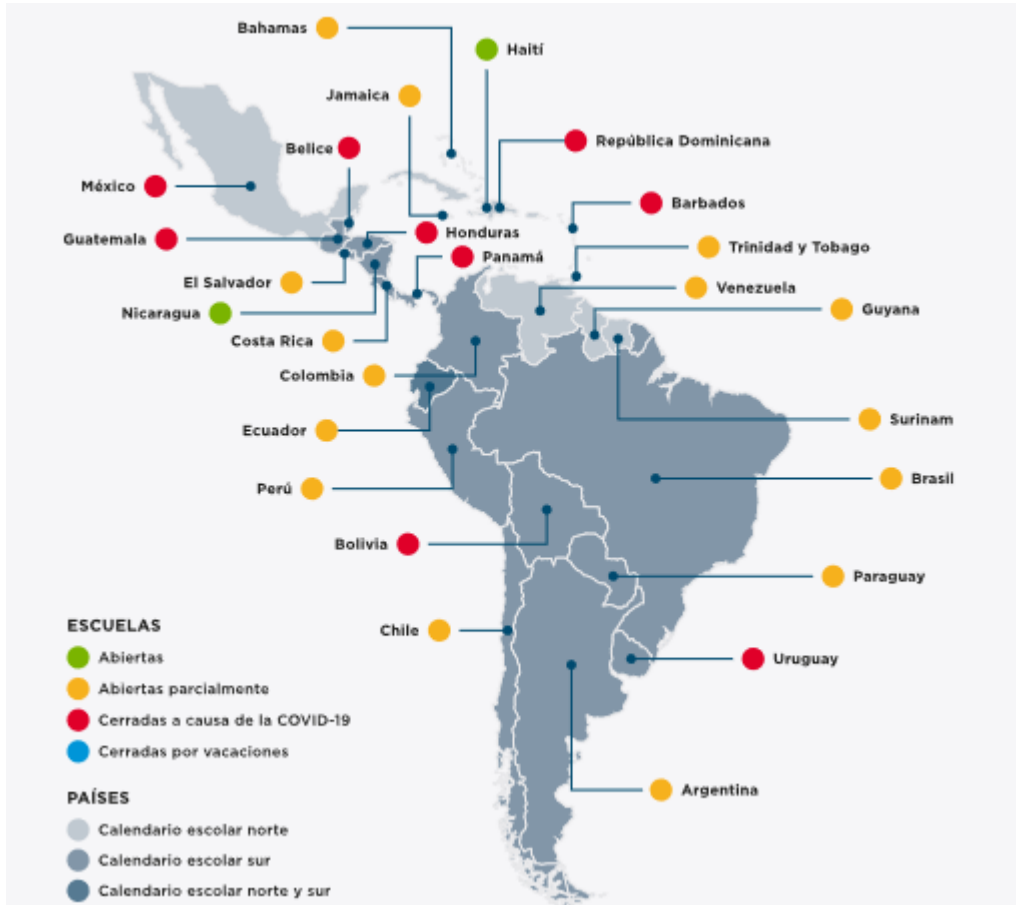 Bahamas
Haití
Jamaica
República Dominicana
Belice
México
Barbados
Guatemala
Honduras
Trinidad y Tobago
Panamá
El Salvador
Venezuela
Nicaragua
Guyana
Costa Rica
Colombia
Surinam
Ecuador
Brasil
Perú
Bolivia
Paraguay
Chile
Uruguay
Argentina
ESCUELAS
Abiertas
Abiertas parcialmente
Cerradas a causa de la COVID-19
Cerradas por vacaciones
PAÍSES
Calendario escolar norte
Calendario escolar sur
Calendario escolar norte y sur